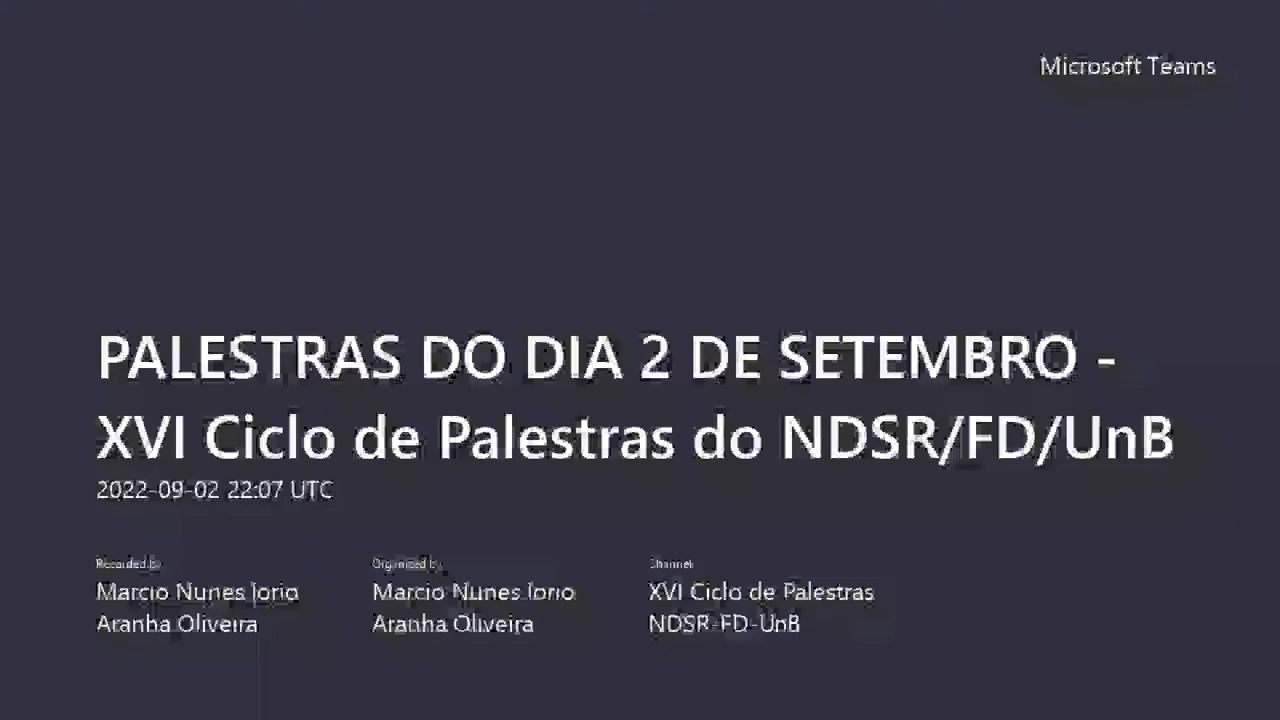 Microsoft Teams
PALESTRAS DO DIA 2 DE SETEMBRO -
XVI Ciclo de Palestras do NDSR/FD/UnB
2022-09-02 22:07 UTC
Recorded by
Organized by
Channel
Marcio Nunes Iorio
Marcio Nunes Iorio
XVI Ciclo de Palestras
Aranha Oliveira
Aranha Oliveira
NDSR-FD-UnB